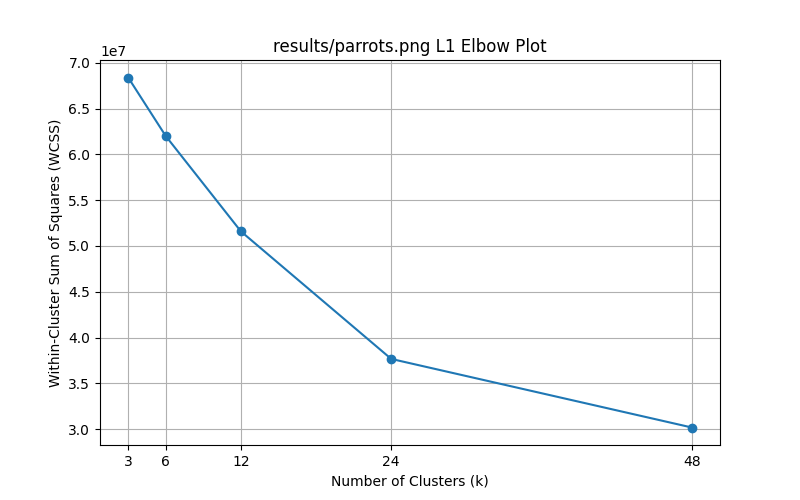 results/parrots.png L1 Elbow Plot
1e7
7.0
6.5
6.0
5.5
5.0
4.5
4.0
3.5
3.0
Within-Cluster Sum of Squares (WCSS)
3 6 12 24 48
Number of Clusters (k)